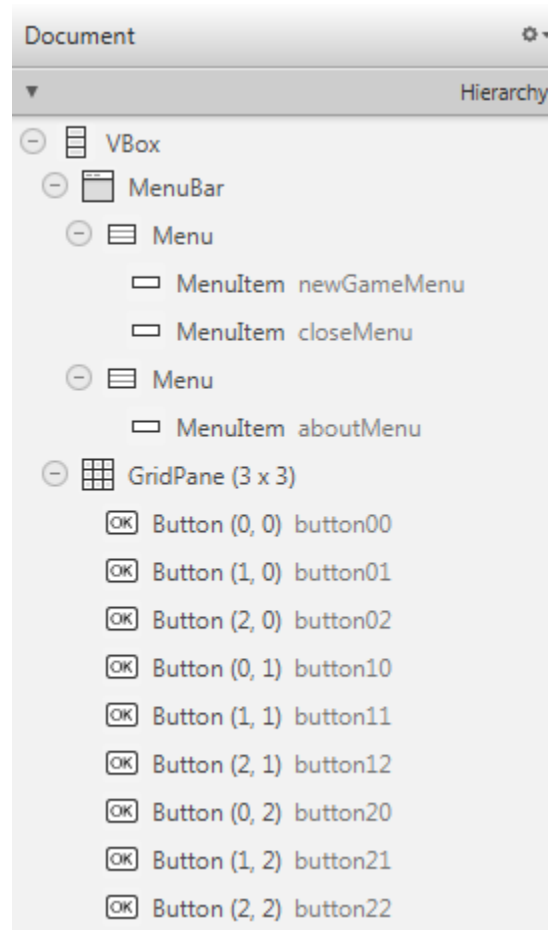 Document
Hierarchy
VBox
MenuBar
Menu
MenuItem newGameMenu
MenuItem closeMenu
Menu
MenuItem aboutMenu
GridPane (3 x 3)
OK Button (0, 0) button00
OK Button (1, 0) button01
OK Button (2, 0) button02
OK Button (0, 1) button10
OK Button (1, 1) button11
OK Button (2, 1) button12
OK Button (0, 2) button20
OK Button (1, 2) button21
OK Button (2, 2) button22